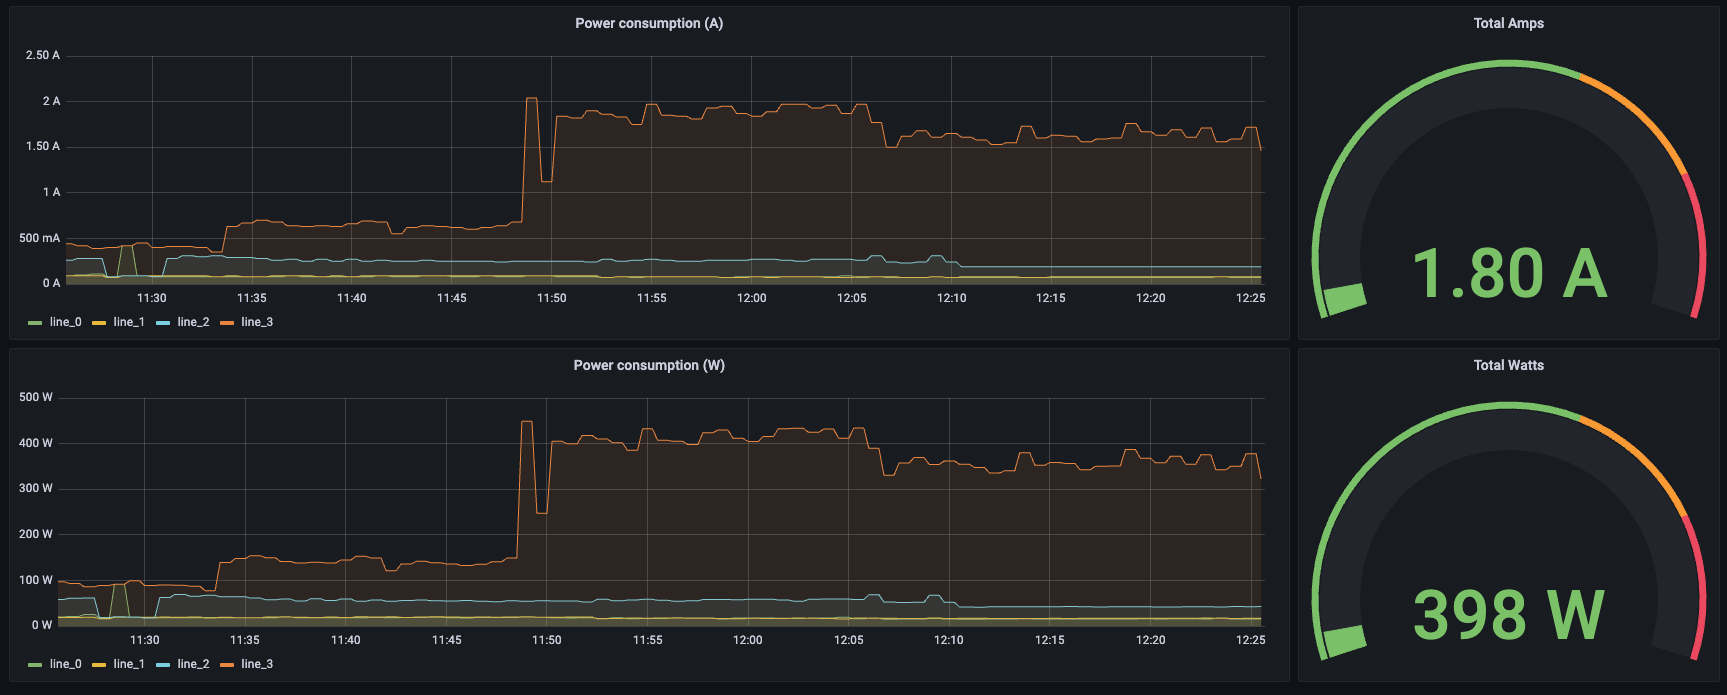 Power consumption (A)
2.50 A
2 A
1.50 A
1 A
500 mA
0 A
11:30 11:35 11:40 11:45 11:50 11:55 12:00 12:05 12:10 12:15 12:20 12:25
line_0 line_1 line_2 line_3
Total Amps
1.80 A
Power consumption (W)
500 W
400 W
300 W
200 W
100 W
0 W
11:30 11:35 11:40 11:45 11:50 11:55 12:00 12:05 12:10 12:15 12:20 12:25
line_0 line_1 line_2 line_3
Total Watts
398 W